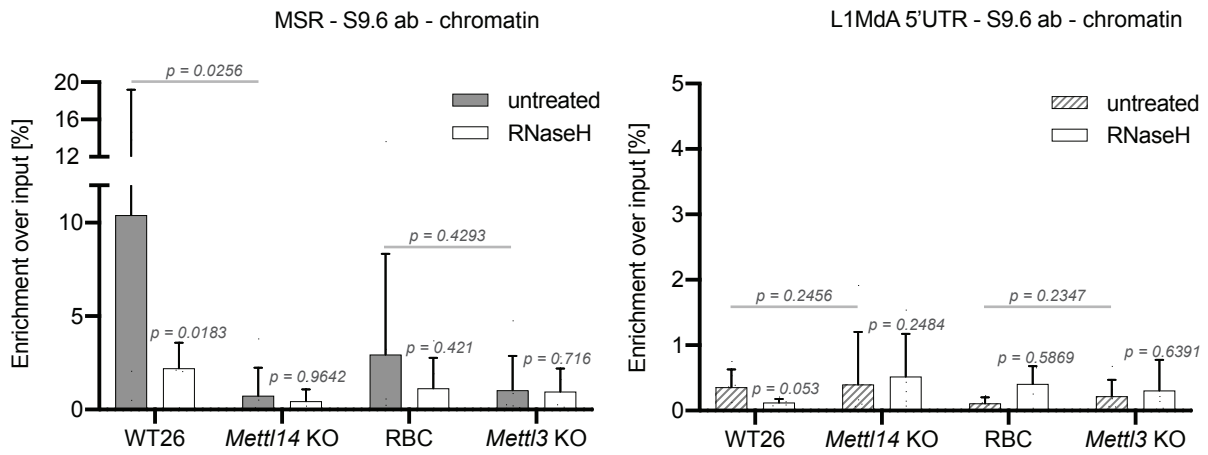 MSR - S9.6 ab - chromatin
Enrichment over input [%]
20
16
12
10
5
0
p = 0.0256
untreated
RNaseH
p = 0.4293
p = 0.0183
p = 0.9642
p = 0.421
p = 0.716
WT26
Mettl14 KO
RBC
Mettl3 KO
L1MdA 5’UTR - S9.6 ab - chromatin
Enrichment over input [%]
5
4
3
2
1
0
untreated
RNaseH
p = 0.2456
p = 0.2347
p = 0.053
p = 0.2484
p = 0.5869
p = 0.6391
WT26
Mettl14 KO
RBC
Mettl3 KO